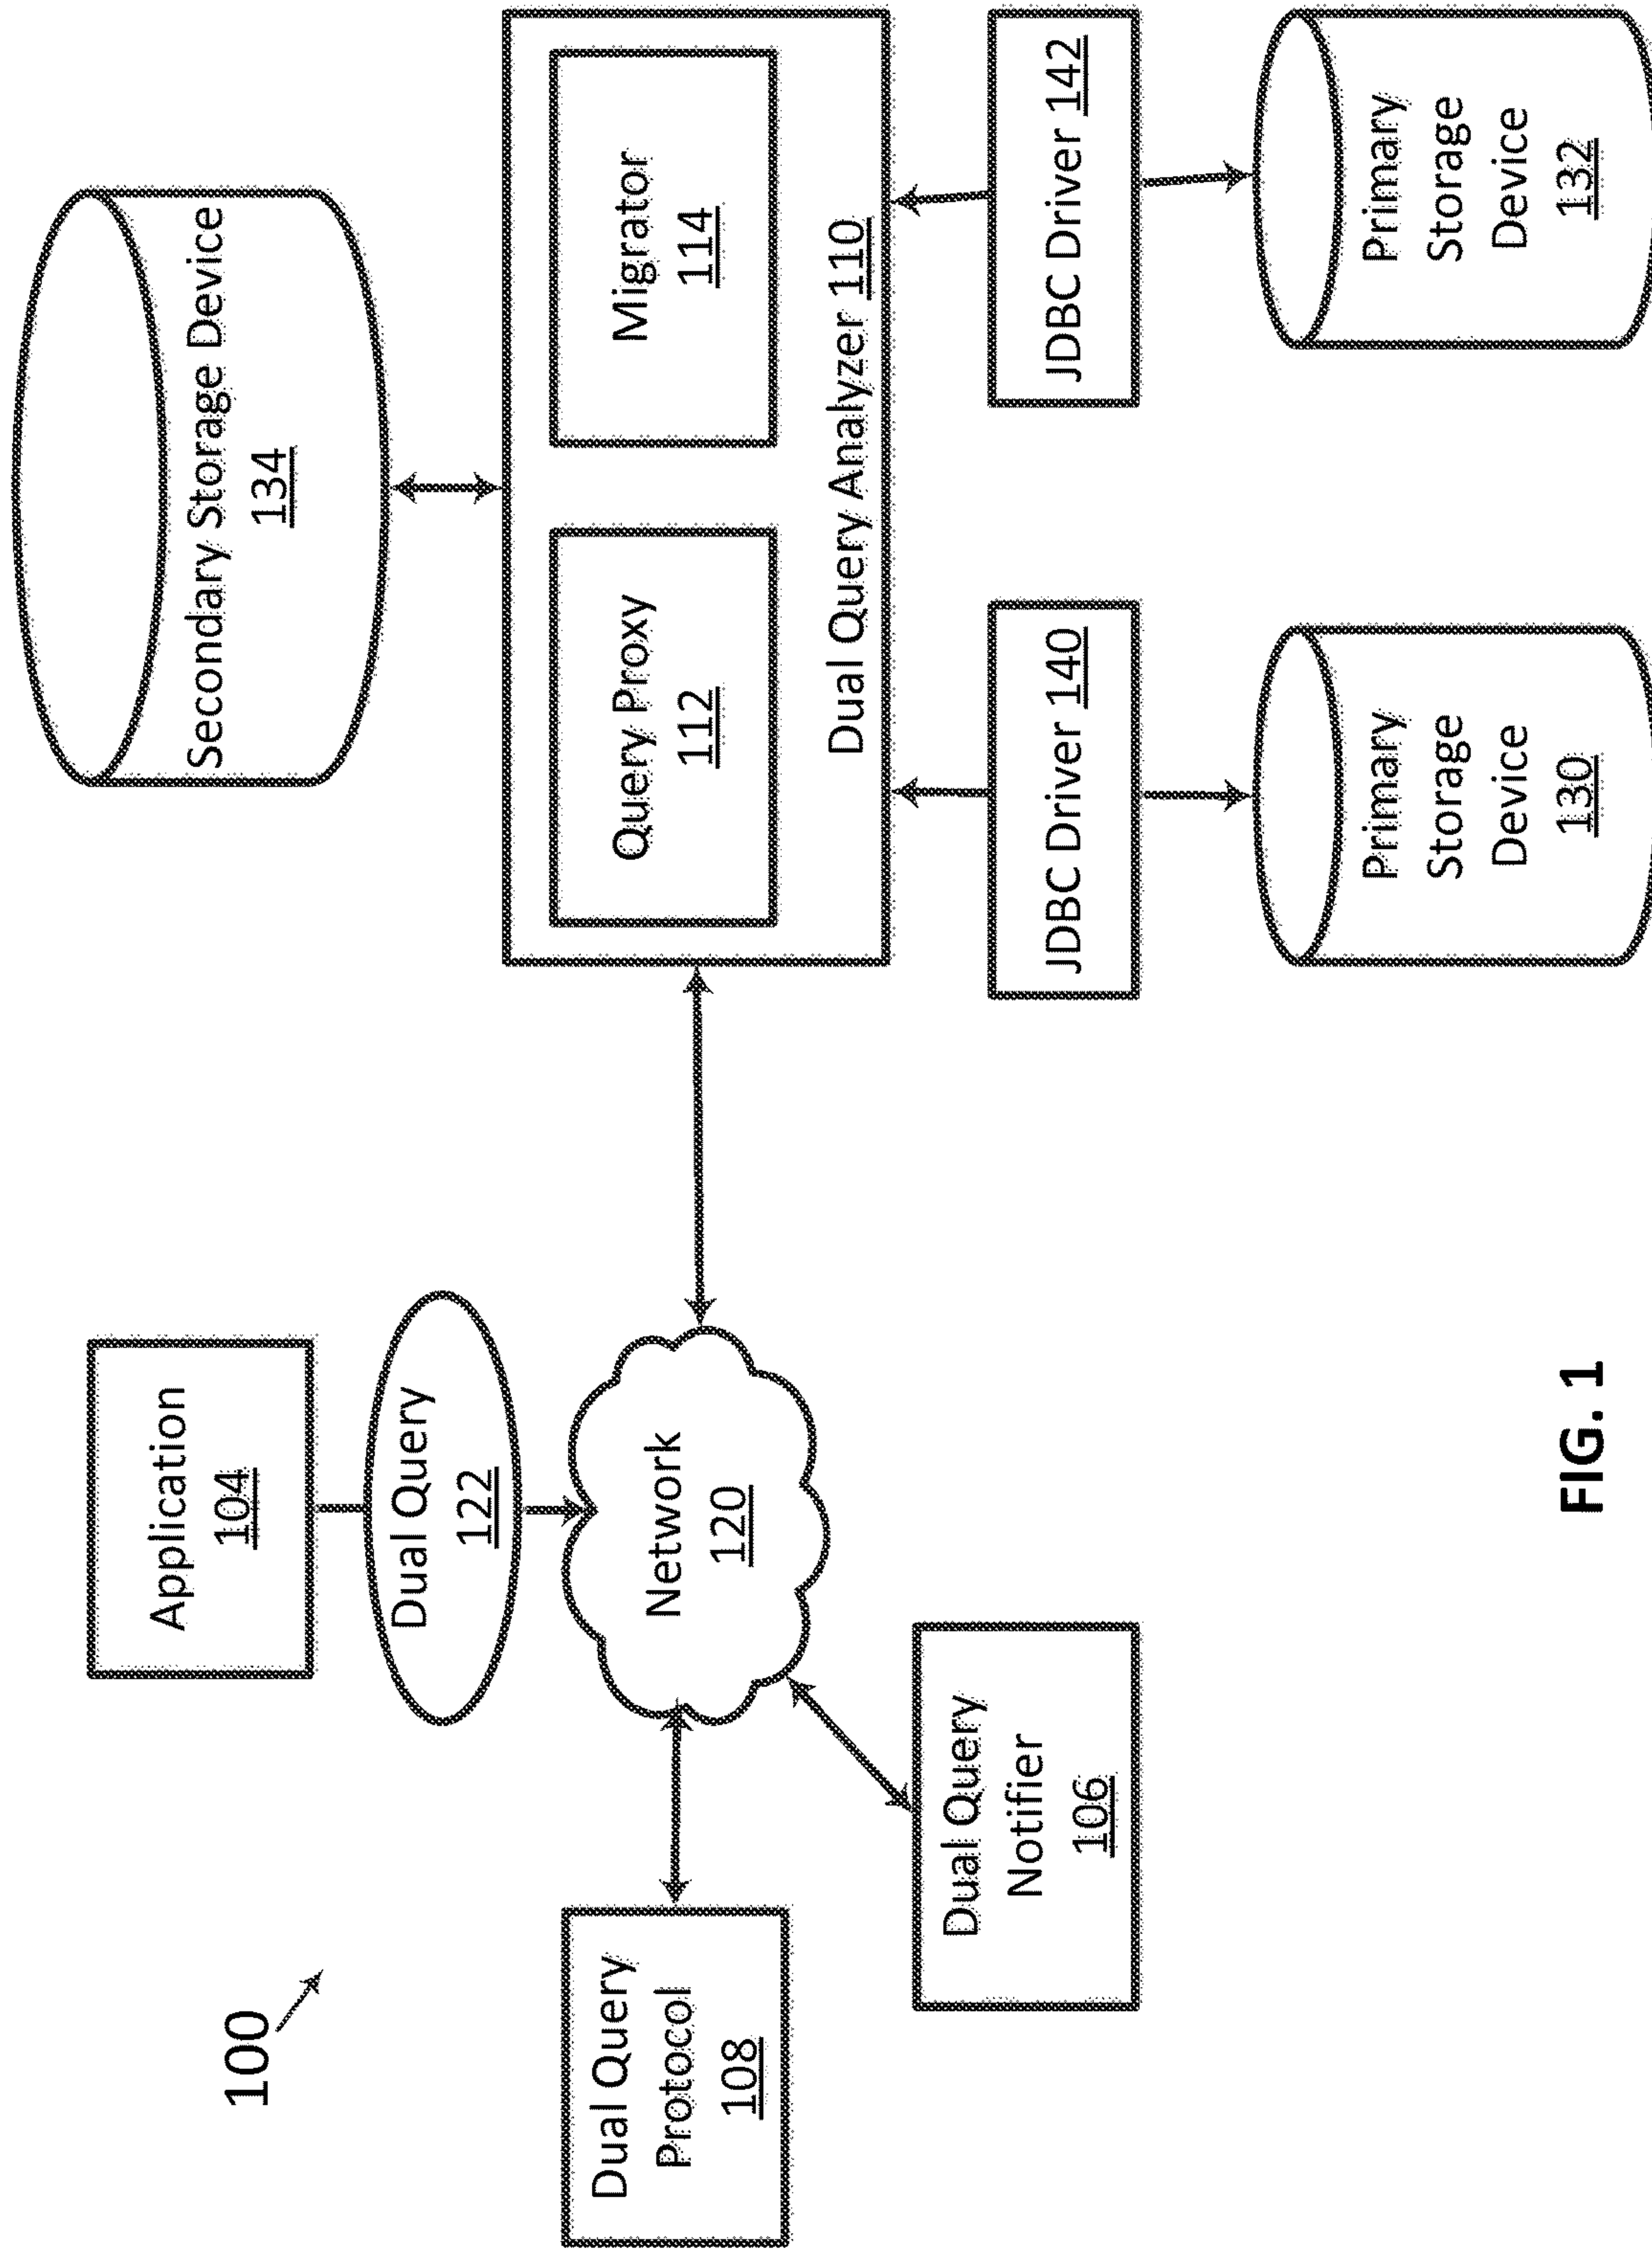 100
Application
104
Dual Query
122
Network
120
Dual Query
Protocol
108
Dual Query
Notifier
106
Secondary Storage Device
134
Query Proxy
112
Migrator
114
Dual Query Analyzer 110
JDBC Driver 140
JDBC Driver 142
Primary
Storage
Device
130
Primary
Storage
Device
132
FIG. 1